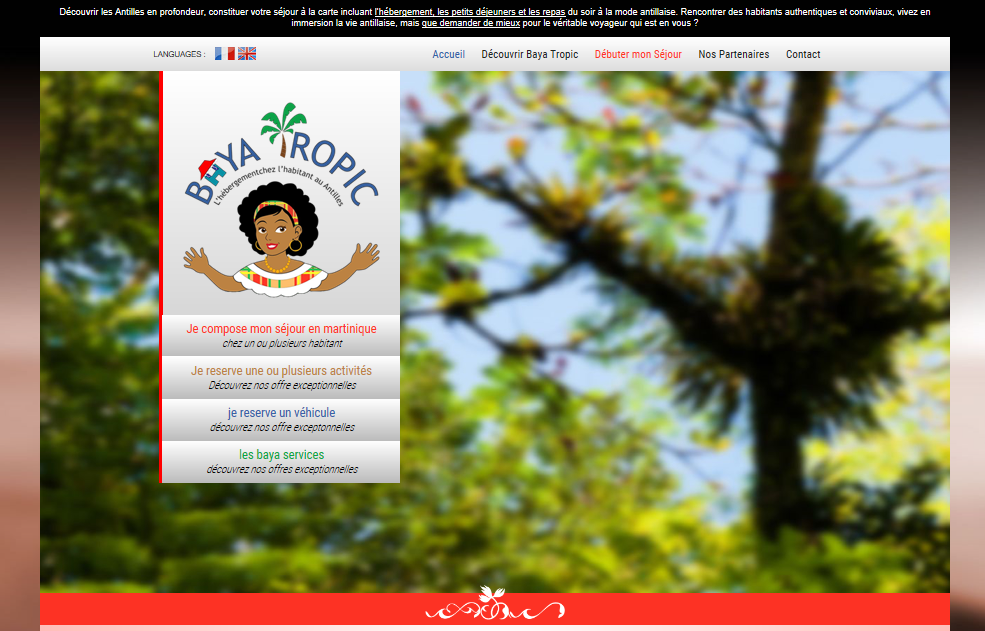 Découvrir les Antilles en profondeur, constituer votre séjour à la carte incluant l'hébergement, les petits déjeuners et les repas du soir à la mode antillaise. Rencontrer des habitants authentiques et conviviaux, vivez en
immersion la vie antillaise, mais que demander de mieux pour le véritable voyageur qui est en vous ?
LANGUAGES :
Accueil Découvrir Baya Tropic Débuter mon Séjour Nos Partenaires Contact
BAYA TROPIC
L'hébergementchez l'habitant au Antilles
Je compose mon séjour en martinique
chez un ou plusieurs habitant
Je reserve une ou plusieurs activités
Découvrez nos offre exceptionnelles
je reserve un véhicule
découvrez nos offre exceptonnelles
les baya services
découvrez nos offres exceptionnelles